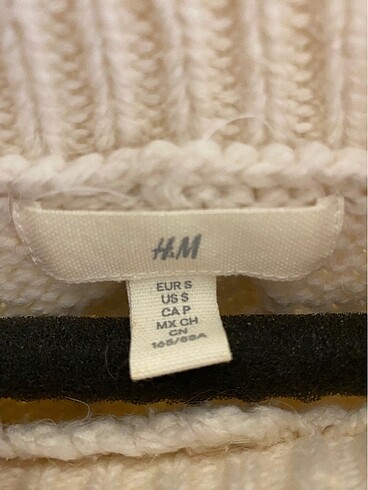 H&M
EUR S
US S
CA P
MX CH
CN
165/88A